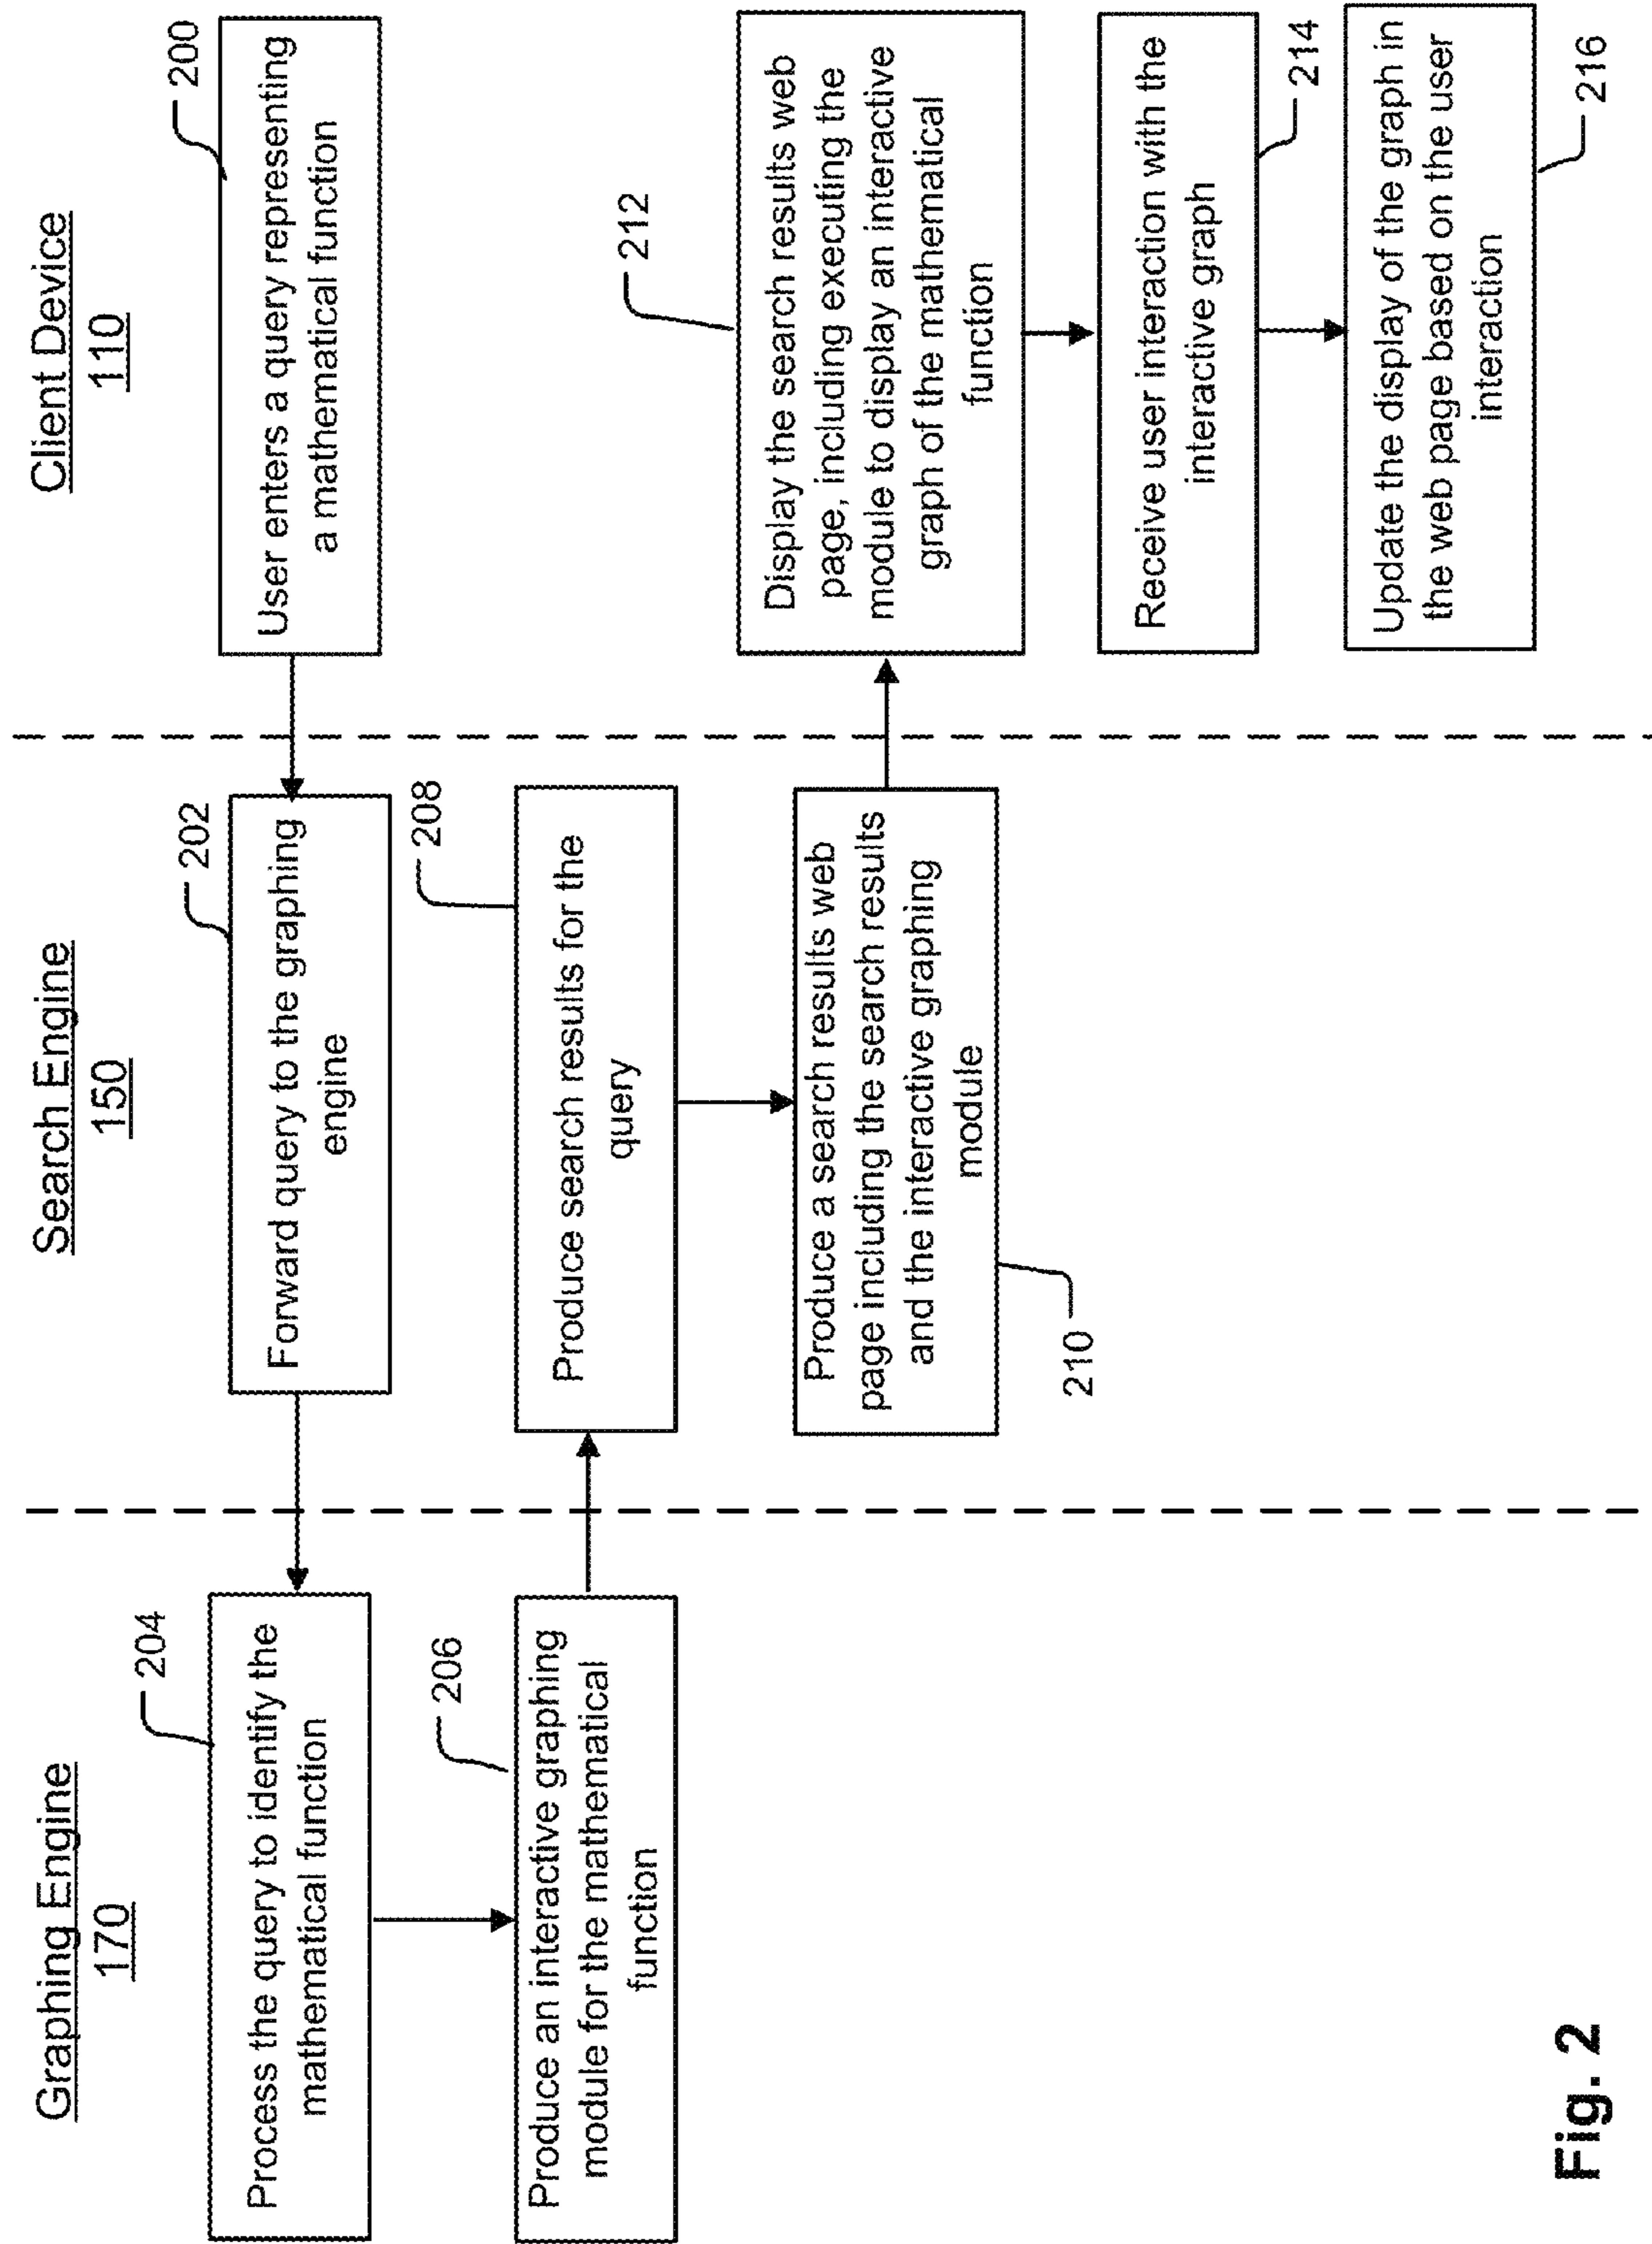 Graphing Engine
170
Search Engine
150
Client Device
110
204
Process the query to identify the
mathematical function
202
Forward query to the graphing
engine
200
User enters a query representing
a mathematical function
206
Produce an interactive graphing
module for the mathematical
function
208
Produce search results for the
query
Produce a search results web
page including the search results
and the interactive graphing
module
210
212
Display the search results web
page, including executing the
module to display an interactive
graph of the mathematical
function
Receive user interaction with the
interactive graph
214
Update the display of the graph in
the web page based on the user
interaction
216
Fig. 2